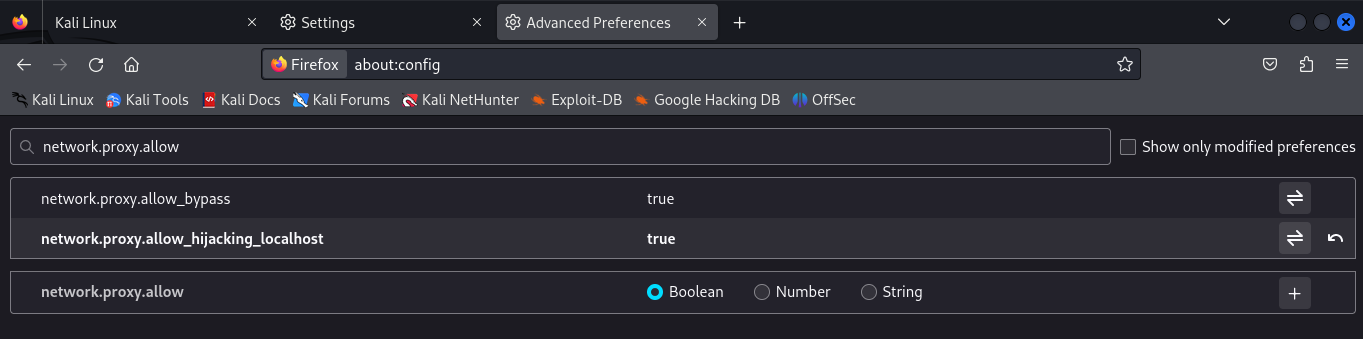 Kali Linux Settings Advanced Preferences
Firefox about:config
Kali Linux Kali Tools Kali Docs Kali Forums Kali NetHunter Exploit-DB Google Hacking DB OffSec
network.proxy.allow Show only modified preferences
network.proxy.allow_bypass true
network.proxy.allow_hijacking_localhost true
network.proxy.allow Boolean Number String